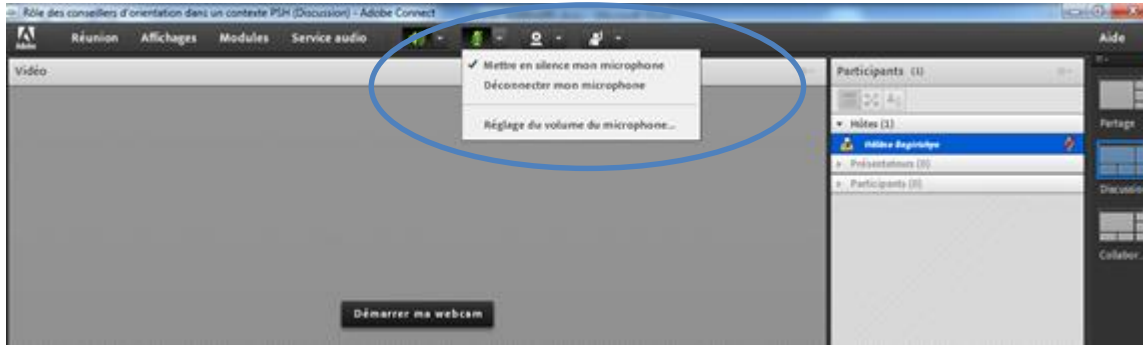 Rôle des conseillers d'orientation dans un contexte PSH (Discussion) - Adobe Connect
Adobe Réunion Affichages Modules Service audio Aide
Vidéo
✓ Mettre en silence mon microphone
Déconnecter mon microphone
Réglage du volume du microphone...
Démarrer ma webcam
Participants (1)
Hôtes (1)
Hélène
Présentateurs (0)
Participants (0)
Partage
Discussio
Collabor...